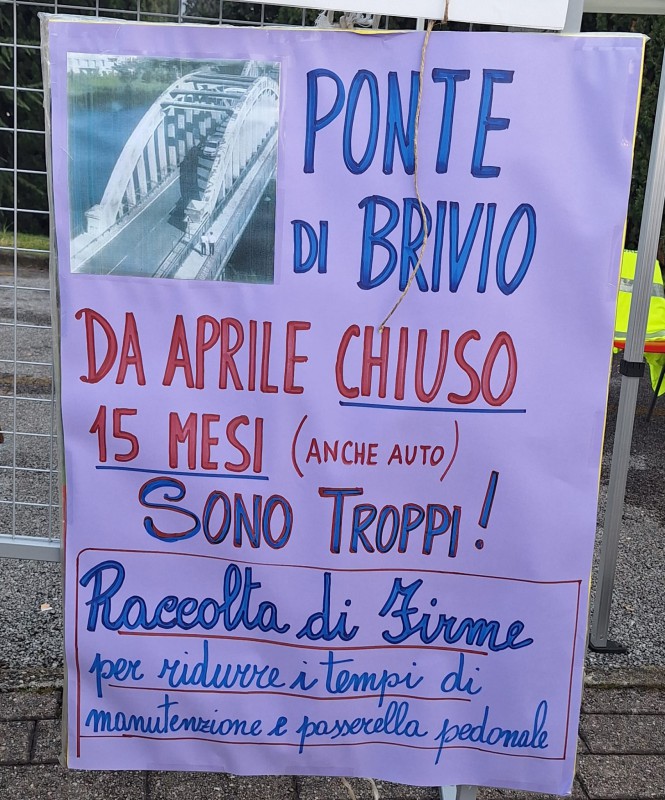 PONTE
DI BRIVIO
DA APRILE CHIUSO
15 MESI (ANCHE AUTO)
SONO TROPPI!
Raccolta di Firme
per ridurre i tempi di
manutenzione e passerella pedonale